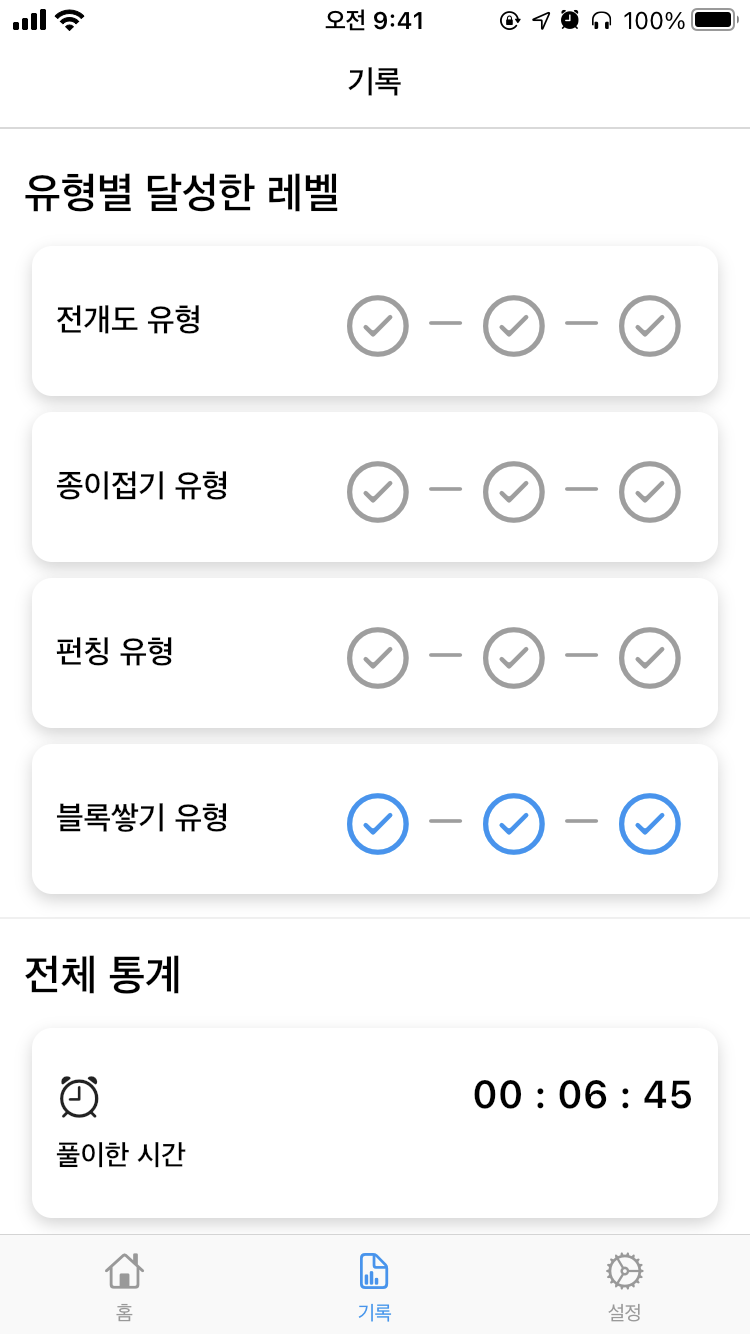 오전 9:41
100%
기록
유형별 달성한 레벨
전개도 유형
종이접기 유형
펀칭 유형
블록쌓기 유형
전체 통계
00 : 06 : 45
풀이한 시간
홈
기록
설정